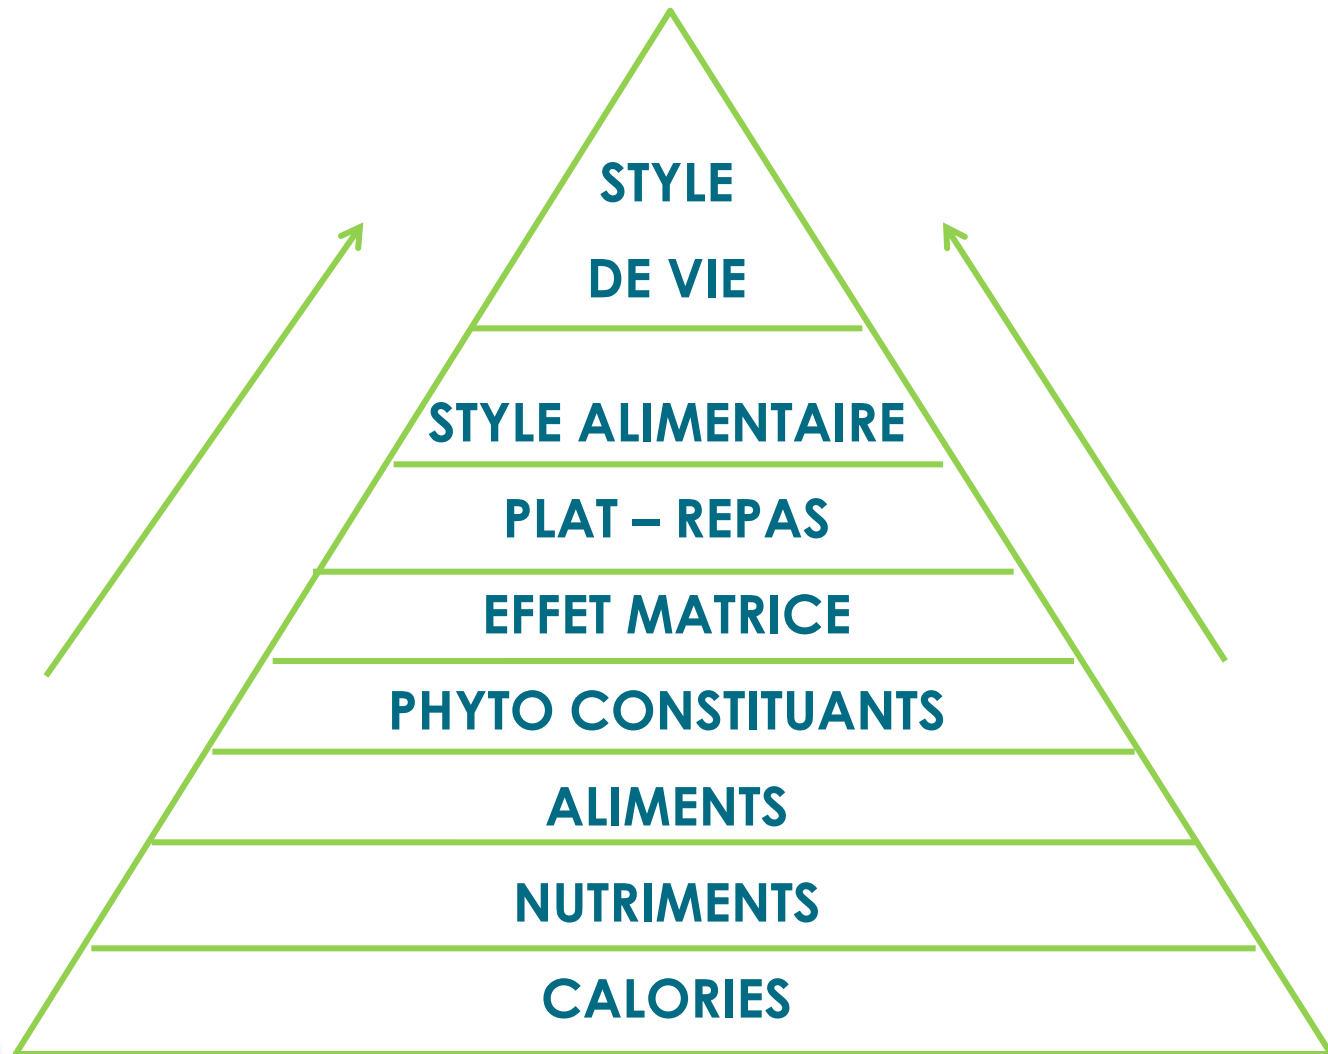 STYLE
DE VIE
STYLE ALIMENTAIRE
PLAT – REPAS
EFFET MATRICE
PHYTO CONSTITUANTS
ALIMENTS
NUTRIMENTS
CALORIES